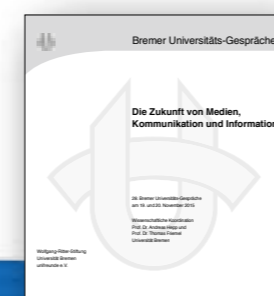 Bremer Universitäts-Gespräche
Die Zukunft von Medien,
Kommunikation und Information
28. Bremer Universitäts-Gespräche
am 19. und 20. November 2015
Wissenschaftliche Koordination
Prof. Dr. Andreas Hepp und
Prof. Dr. Thomas
Universität Bremen
Wolfgang-Ritter-Stiftung
Universität Bremen
unifreunde e.V.